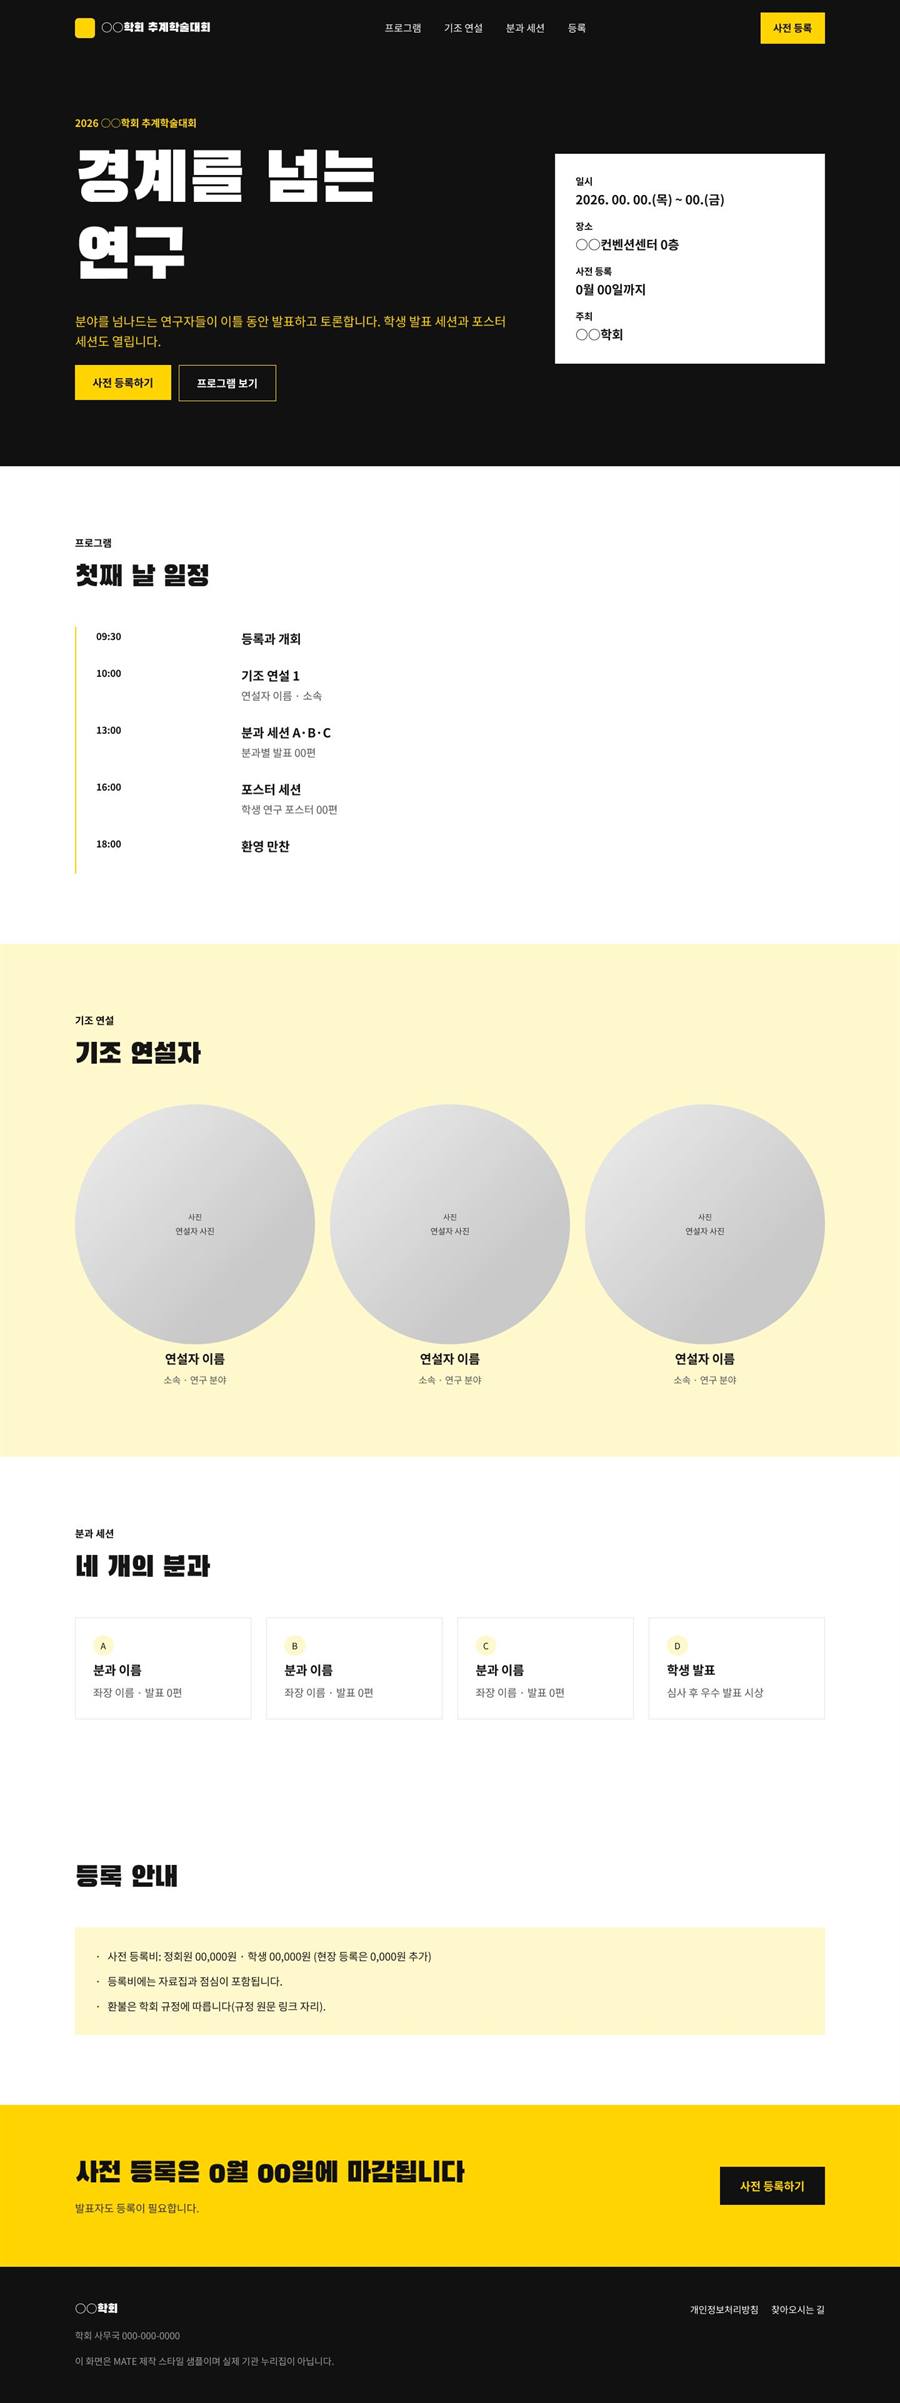 ○○학회 추계학술대회
프로그램 기조 연설 분과 세션 등록
사전 등록
2026 ○○학회 추계학술대회
경계를 넘는
연구
분야를 넘나드는 연구자들이 이틀 동안 발표하고 토론합니다. 학생 발표 세션과 포스터
세션도 열립니다.
사전 등록하기 프로그램 보기
일시
2026. 00. 00.(목) ~ 00.(금)
장소
○○컨벤션센터 0층
사전 등록
0월 00일까지
주최
○○학회
프로그램
첫째 날 일정
09:30 등록과 개회
10:00 기조 연설 1
연설자 이름 · 소속
13:00 분과 세션 A·B·C
분과별 발표 00편
16:00 포스터 세션
학생 연구 포스터 00편
18:00 환영 만찬
기조 연설
기조 연설자
사진 사진 사진
연설자 사진 연설자 사진 연설자 사진
연설자 이름 연설자 이름 연설자 이름
소속 · 연구 분야 소속 · 연구 분야 소속 · 연구 분야
분과 세션
네 개의 분과
A B C D
분과 이름 분과 이름 분과 이름 학생 발표
좌장 이름 · 발표 0편 좌장 이름 · 발표 0편 좌장 이름 · 발표 0편 심사 후 우수 발표 시상
등록 안내
· 사전 등록비: 정회원 00,000원 · 학생 00,000원 (현장 등록은 0,000원 추가)
· 등록비에는 자료집과 점심이 포함됩니다.
· 환불은 학회 규정에 따릅니다(규정 원문 링크 자리).
사전 등록은 0월 00일에 마감됩니다
발표자도 등록이 필요합니다.
사전 등록하기
○○학회
개인정보처리방침 찾아오시는 길
학회 사무국 000-000-0000
이 화면은 MATE 제작 스타일 샘플이며 실제 기관 누리집이 아닙니다.